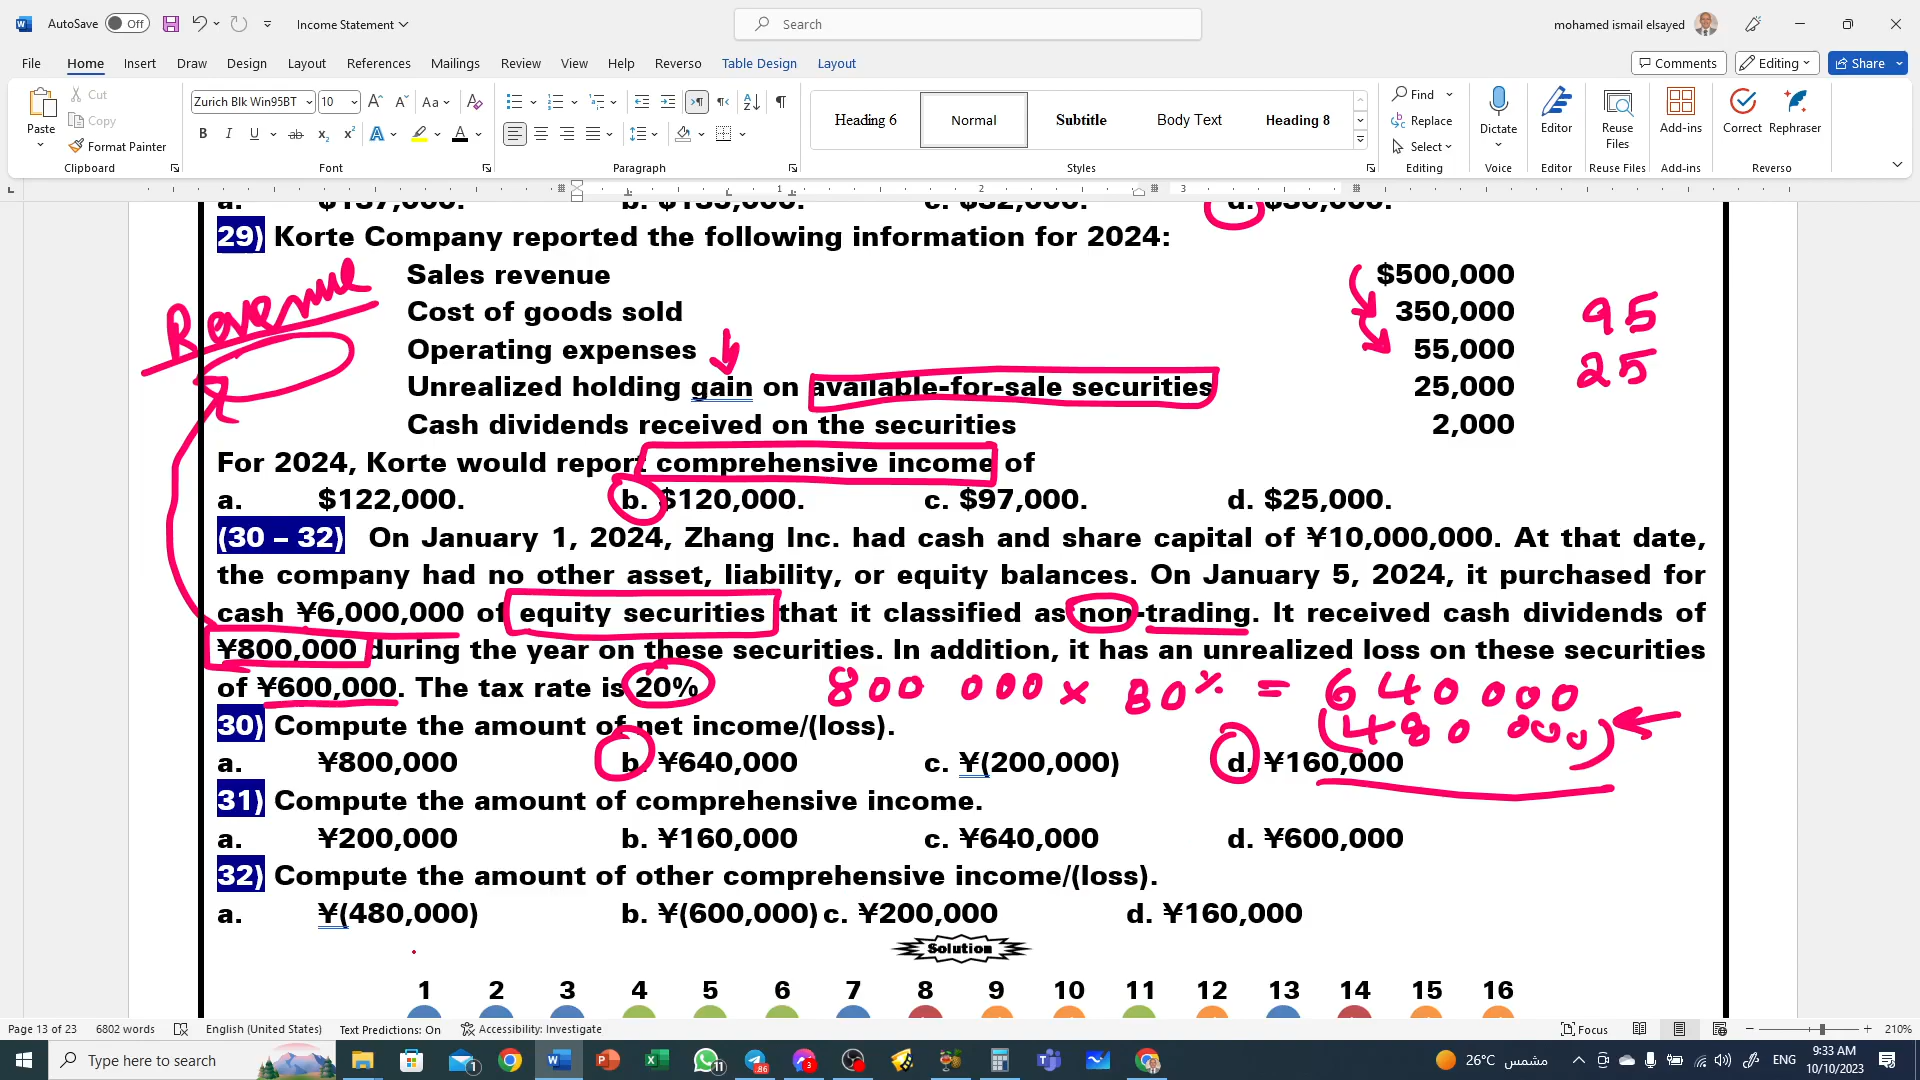 AutoSave Off Income Statement Search mohamed ismail elsayed
File Home Insert Draw Design Layout References Mailings Review View Help Reverso Table Design Layout Comments Editing Share
Paste Cut Copy Format Painter Clipboard
Zurich Blk Win95BT 10 Font
Paragraph
Heading 6 Normal Subtitle Body Text Heading 8 Styles
Find Replace Select Editing
Dictate Voice Editor Editor Reuse Files Reuse Files Add-ins Add-ins Correct Rephraser Reverso
1 2 3
a. $137,000. b. $135,000. c. $32,000. d. $30,000.
29) Korte Company reported the following information for 2024:
Sales revenue $500,000
Revenue
Cost of goods sold 350,000 95
Operating expenses 55,000 25
Unrealized holding gain on available-for-sale securities 25,000
Cash dividends received on the securities 2,000
For 2024, Korte would report comprehensive income of
a. $122,000. b. $120,000. c. $97,000. d. $25,000.
(30 – 32) On January 1, 2024, Zhang Inc. had cash and share capital of ¥10,000,000. At that date,
the company had no other asset, liability, or equity balances. On January 5, 2024, it purchased for
cash ¥6,000,000 of equity securities that it classified as non-trading. It received cash dividends of
¥800,000 during the year on these securities. In addition, it has an unrealized loss on these securities
of ¥600,000. The tax rate is 20% 800 000 x 80% = 640000
30) Compute the amount of net income/(loss). (480 000)
a. ¥800,000 b. ¥640,000 c. ¥(200,000) d. ¥160,000
31) Compute the amount of comprehensive income.
a. ¥200,000 b. ¥160,000 c. ¥640,000 d. ¥600,000
32) Compute the amount of other comprehensive income/(loss).
a. ¥(480,000) b. ¥(600,000) c. ¥200,000 d. ¥160,000
Solution
1 2 3 4 5 6 7 8 9 10 11 12 13 14 15 16
Page 13 of 23 6802 words English (United States) Text Predictions: On Accessibility: Investigate Focus 210%
Type here to search 26°C مشمس ENG 9:33 AM
10/10/2023